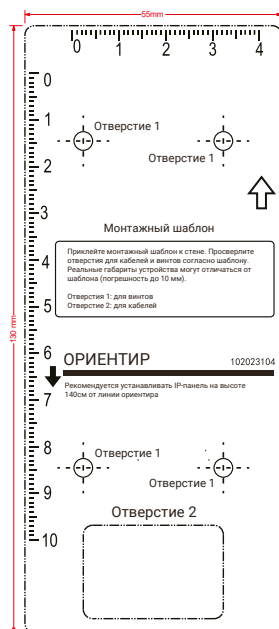 55mm
0 1 2 3 4
0
1
Отверстие 1
Отверстие 1
2
3
Монтажный шаблон
4
Приклейте монтажный шаблон к стене. Просверлите
отверстия для кабелей и винтов согласно шаблону.
Реальные габариты устройства могут отличаться от
шаблона (погрешность до 10 мм).
Отверстия 1: для винтов
Отверстие 2: для кабелей
5
130 mm
6
ОРИЕНТИР 102023104
7
Рекомендуется устанавливать IP-панель на высоте
140см от линии ориентира
8
Отверстие 1
9
Отверстие 1
10
Отверстие 2